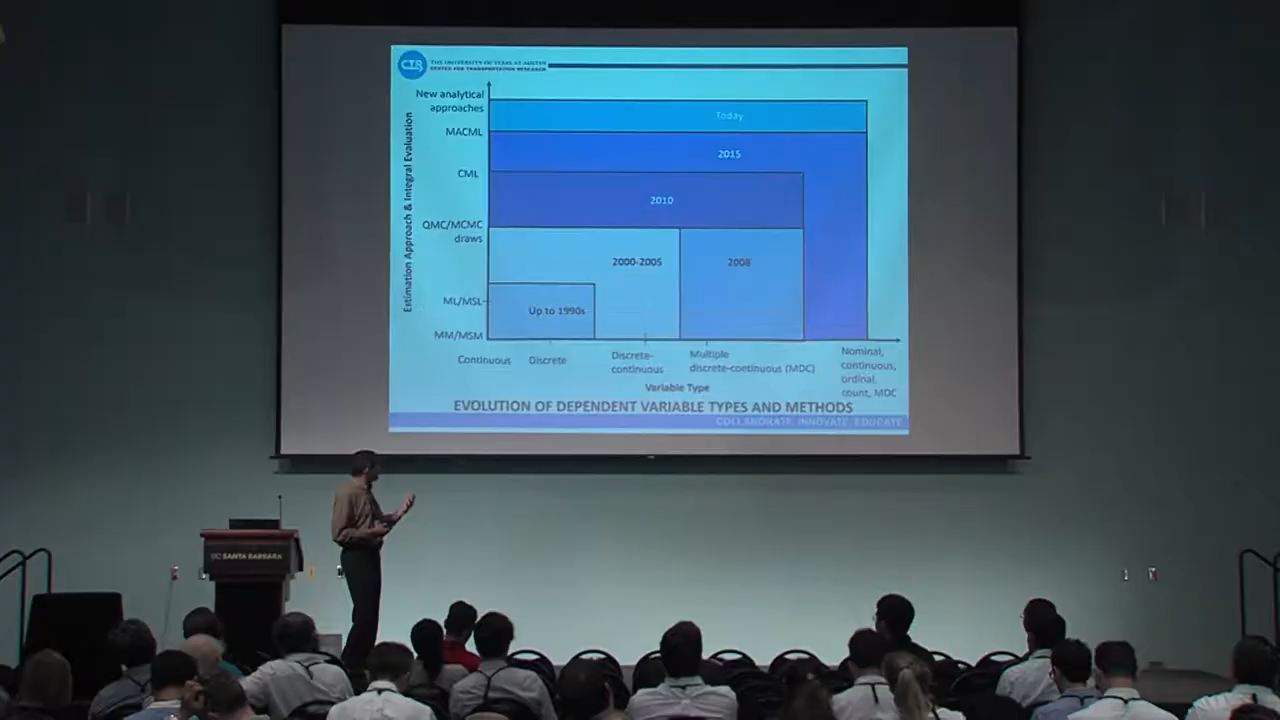 CTR
THE UNIVERSITY OF TEXAS AT AUSTIN
CENTER FOR TRANSPORTATION RESEARCH
New analytical
approaches
MACML
CML
QMC/MCMC
draws
ML/MSL
MM/MSM
Estimation Approach & Integral Evaluation
Today
2015
2010
2000-2005
2008
Up to 1990s
Continuous
Discrete
Discrete-
continuous
Multiple
discrete-continuous (MDC)
Nominal,
continuous,
ordinal,
count, MDC
Variable Type
EVOLUTION OF DEPENDENT VARIABLE TYPES AND METHODS
COLLABORATE. INNOVATE. EDUCATE.
UC SANTA BARBARA